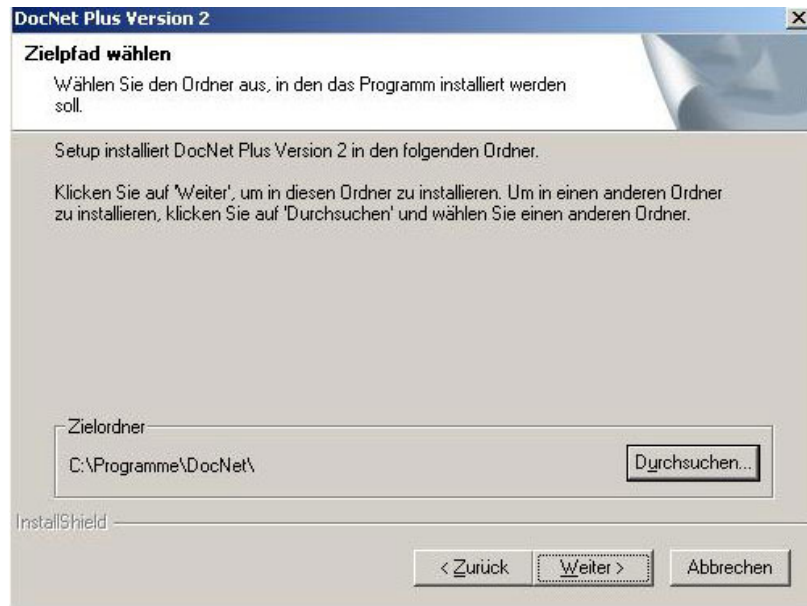 DocNet Plus Version 2
Zielpfad wählen
Wählen Sie den Ordner aus, in den das Programm installiert werden
soll.
Setup installiert DocNet Plus Version 2 in den folgenden Ordner.
Klicken Sie auf 'Weiter', um in diesen Ordner zu installieren. Um in einen anderen Ordner
zu installieren, klicken Sie auf 'Durchsuchen' und wählen Sie einen anderen Ordner.
Zielordner
C:\Programme\DocNet\
Durchsuchen...
InstallShield
< Zurück
Weiter >
Abbrechen